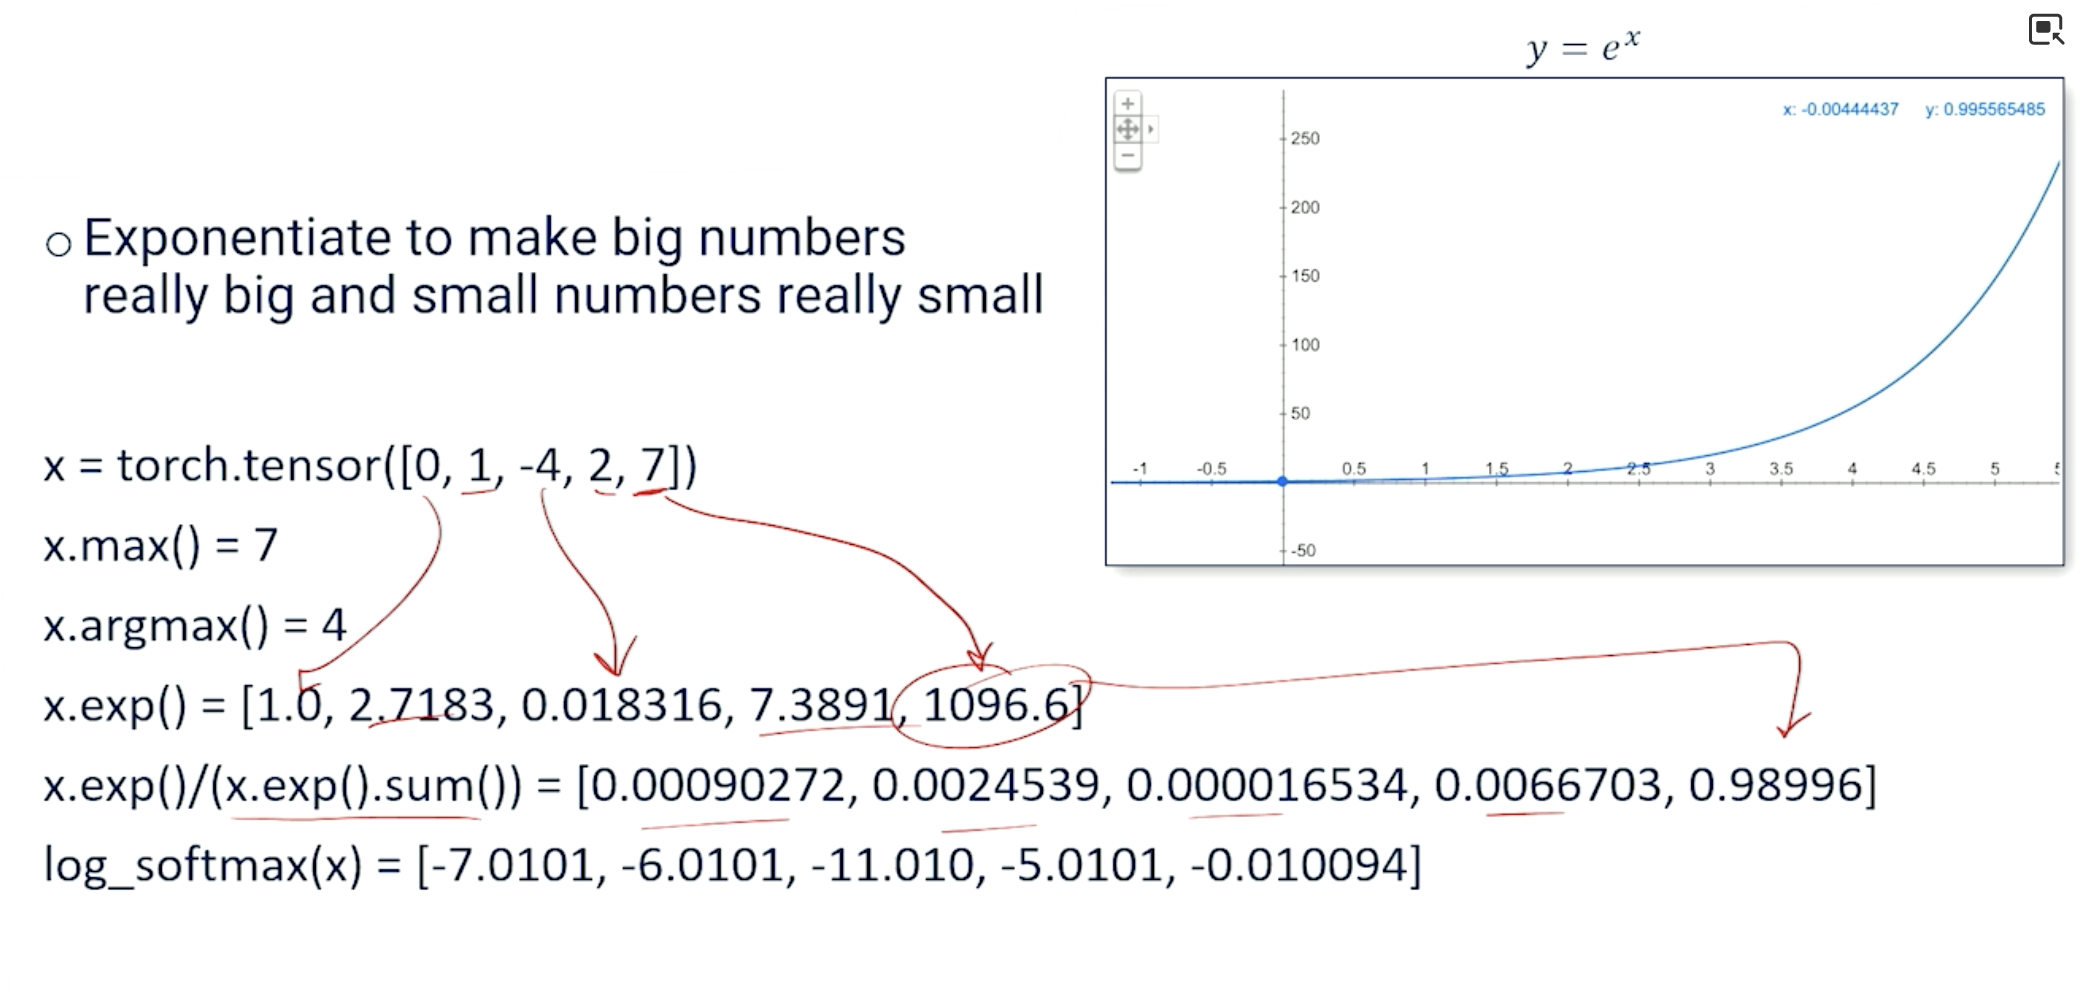 y = eˣ
x: -0.00444437 y: 0.995565485
250
200
150
100
50
-1 -0.5 0.5 1 1.5 2 2.5 3 3.5 4 4.5 5 5
-50
○ Exponentiate to make big numbers
really big and small numbers really small
x = torch.tensor([0, 1, -4, 2, 7])
x.max() = 7
x.argmax() = 4
x.exp() = [1.0, 2.7183, 0.018316, 7.3891, 1096.6]
x.exp()/(x.exp().sum()) = [0.00090272, 0.0024539, 0.000016534, 0.0066703, 0.98996]
log_softmax(x) = [-7.0101, -6.0101, -11.010, -5.0101, -0.010094]